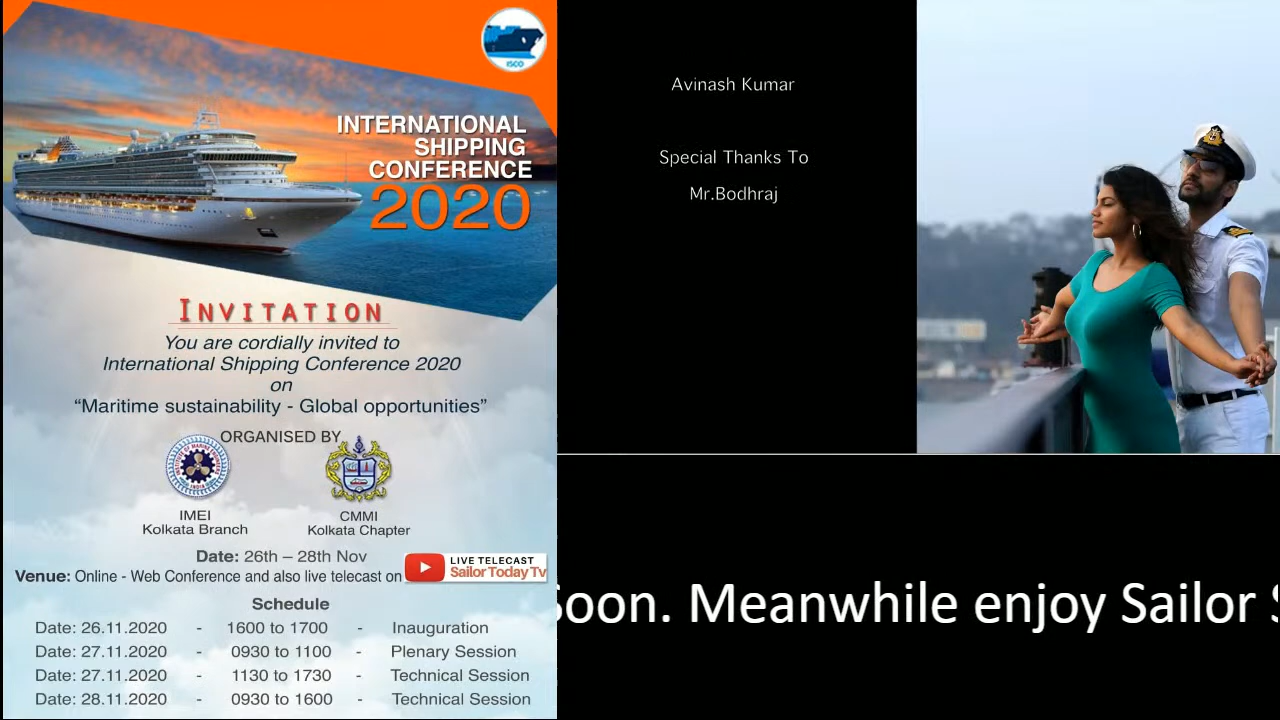 ISCO
INTERNATIONAL
SHIPPING
CONFERENCE
2020
INVITATION
You are cordially invited to
International Shipping Conference 2020
on
“Maritime sustainability - Global opportunities”
ORGANISED BY
IMEI
Kolkata Branch
CMMI
Kolkata Chapter
Date: 26th – 28th Nov
Venue: Online - Web Conference and also live telecast on
LIVE TELECAST
Sailor Today Tv
Schedule
Date: 26.11.2020 - 1600 to 1700 - Inauguration
Date: 27.11.2020 - 0930 to 1100 - Plenary Session
Date: 27.11.2020 - 1130 to 1730 - Technical Session
Date: 28.11.2020 - 0930 to 1600 - Technical Session
Avinash Kumar
Special Thanks To
Mr.Bodhraj
Soon. Meanwhile enjoy Sailor S